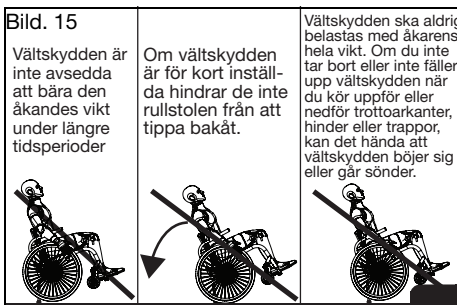 Bild. 15
Vältskydden är
inte avsedda
att bära den
åkandes vikt
under längre
tidsperioder
Om vältskydden
är för kort inställ-
da hindrar de inte
rullstolen från att
tippa bakåt.
Vältskydden ska aldrig
belastas med åkarens
hela vikt. Om du inte
tar bort eller inte fäller
upp vältskydden när
du kör uppför eller
nedför trottoarkanter,
hinder eller trappor,
kan det hända att
vältskydden böjer sig
eller går sönder.